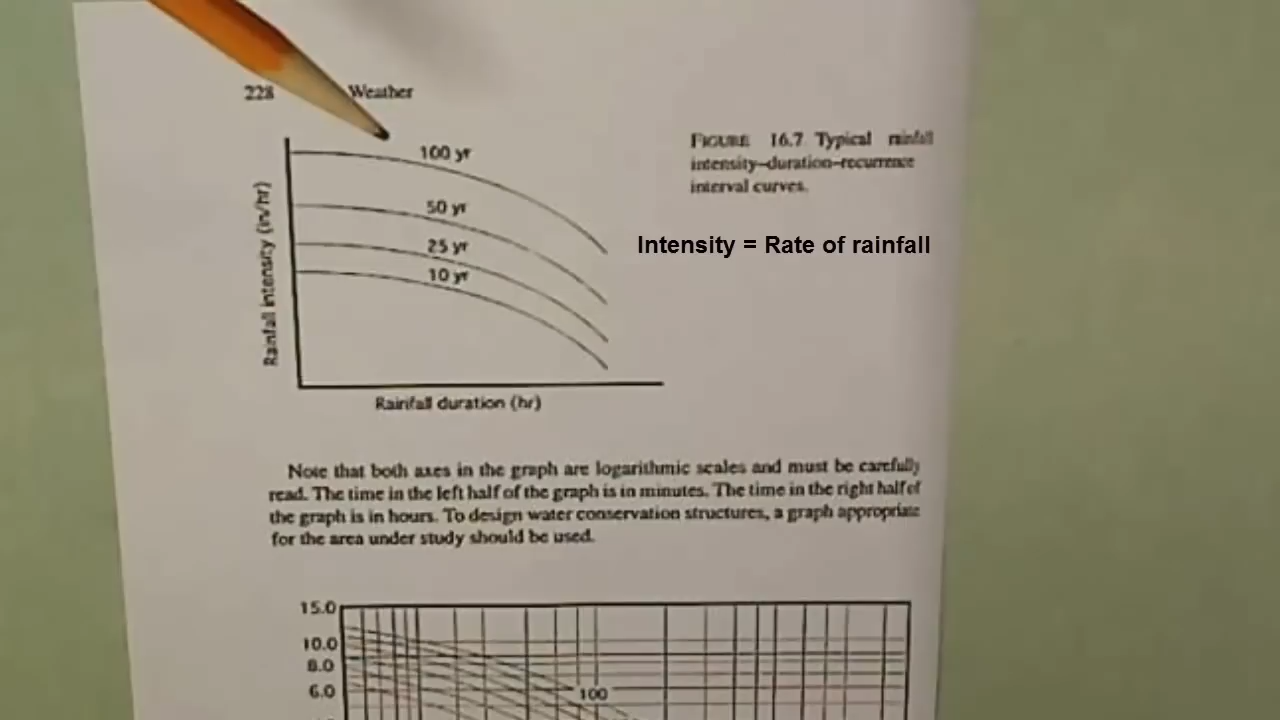 228 Weather
100 yr
50 yr
25 yr
10 yr
Rainfall intensity (in/hr)
Rainfall duration (hr)
FIGURE 16.7 Typical rainfall
intensity–duration–recurrence
interval curves.
Intensity = Rate of rainfall
Note that both axes in the graph are logarithmic scales and must be carefully
read. The time in the left half of the graph is in minutes. The time in the right half of
the graph is in hours. To design water conservation structures, a graph appropriate
for the area under study should be used.
15.0
10.0
8.0
6.0
100